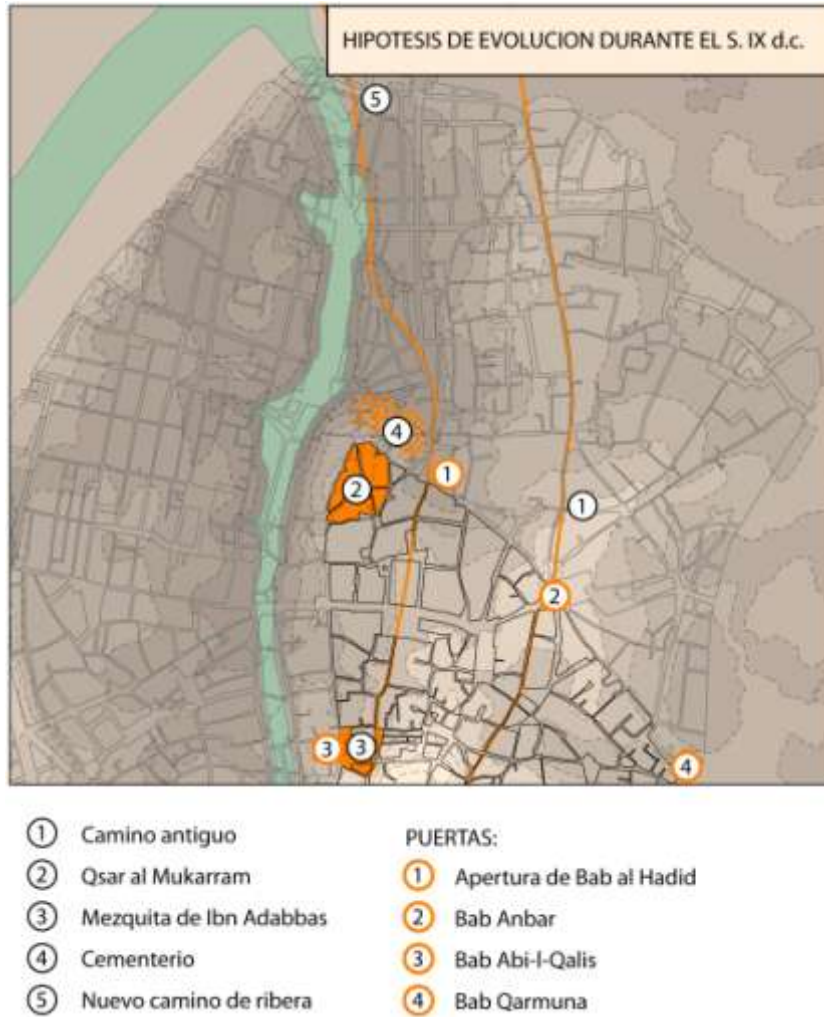 HIPOTESIS DE EVOLUCION DURANTE EL S. IX d.c.
5
4
1
2
1
2
3
3
4
1 Camino antiguo
2 Qsar al Mukarram
3 Mezquita de Ibn Adabbas
4 Cementerio
5 Nuevo camino de ribera
PUERTAS:
1 Apertura de Bab al Hadid
2 Bab Anbar
3 Bab Abi-l-Qalis
4 Bab Qarmuna